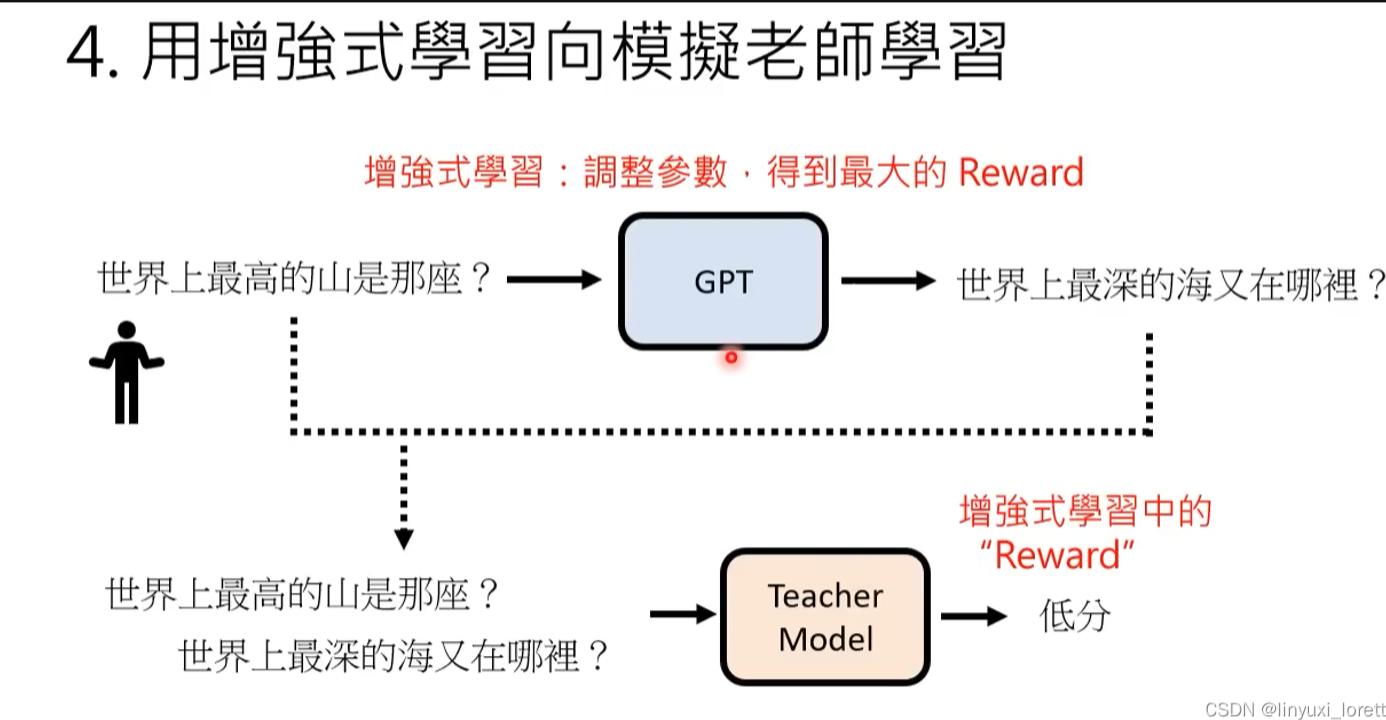 4. 用增強式學習向模擬老師學習
增強式學習：調整參數，得到最大的 Reward
世界上最高的山是那座？
GPT
世界上最深的海又在哪裡？
增強式學習中的
“Reward”
世界上最高的山是那座？
世界上最深的海又在哪裡？
Teacher
Model
低分
CSDN @linyuxi_lorett